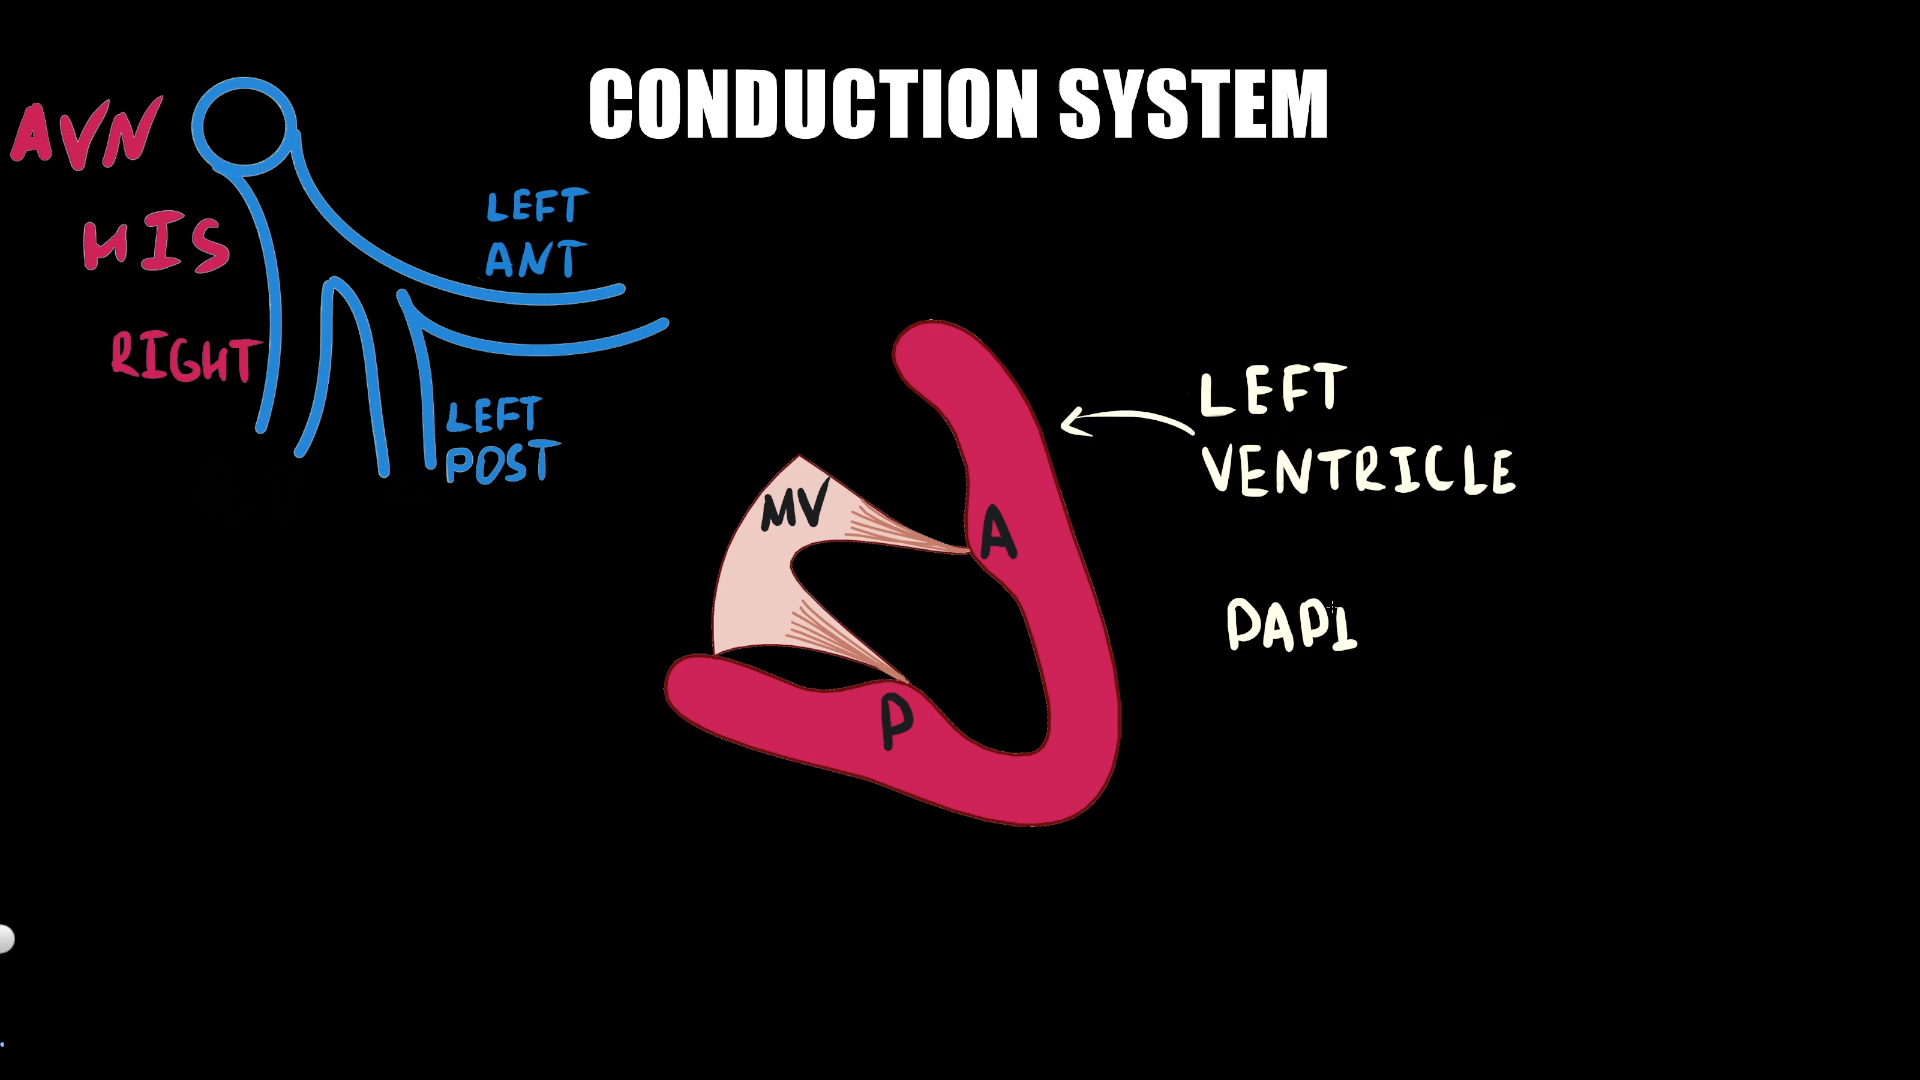 CONDUCTION SYSTEM
AVN
HIS
RIGHT
LEFT
ANT
LEFT
POST
MV
A
P
LEFT
VENTRICLE
PAPI